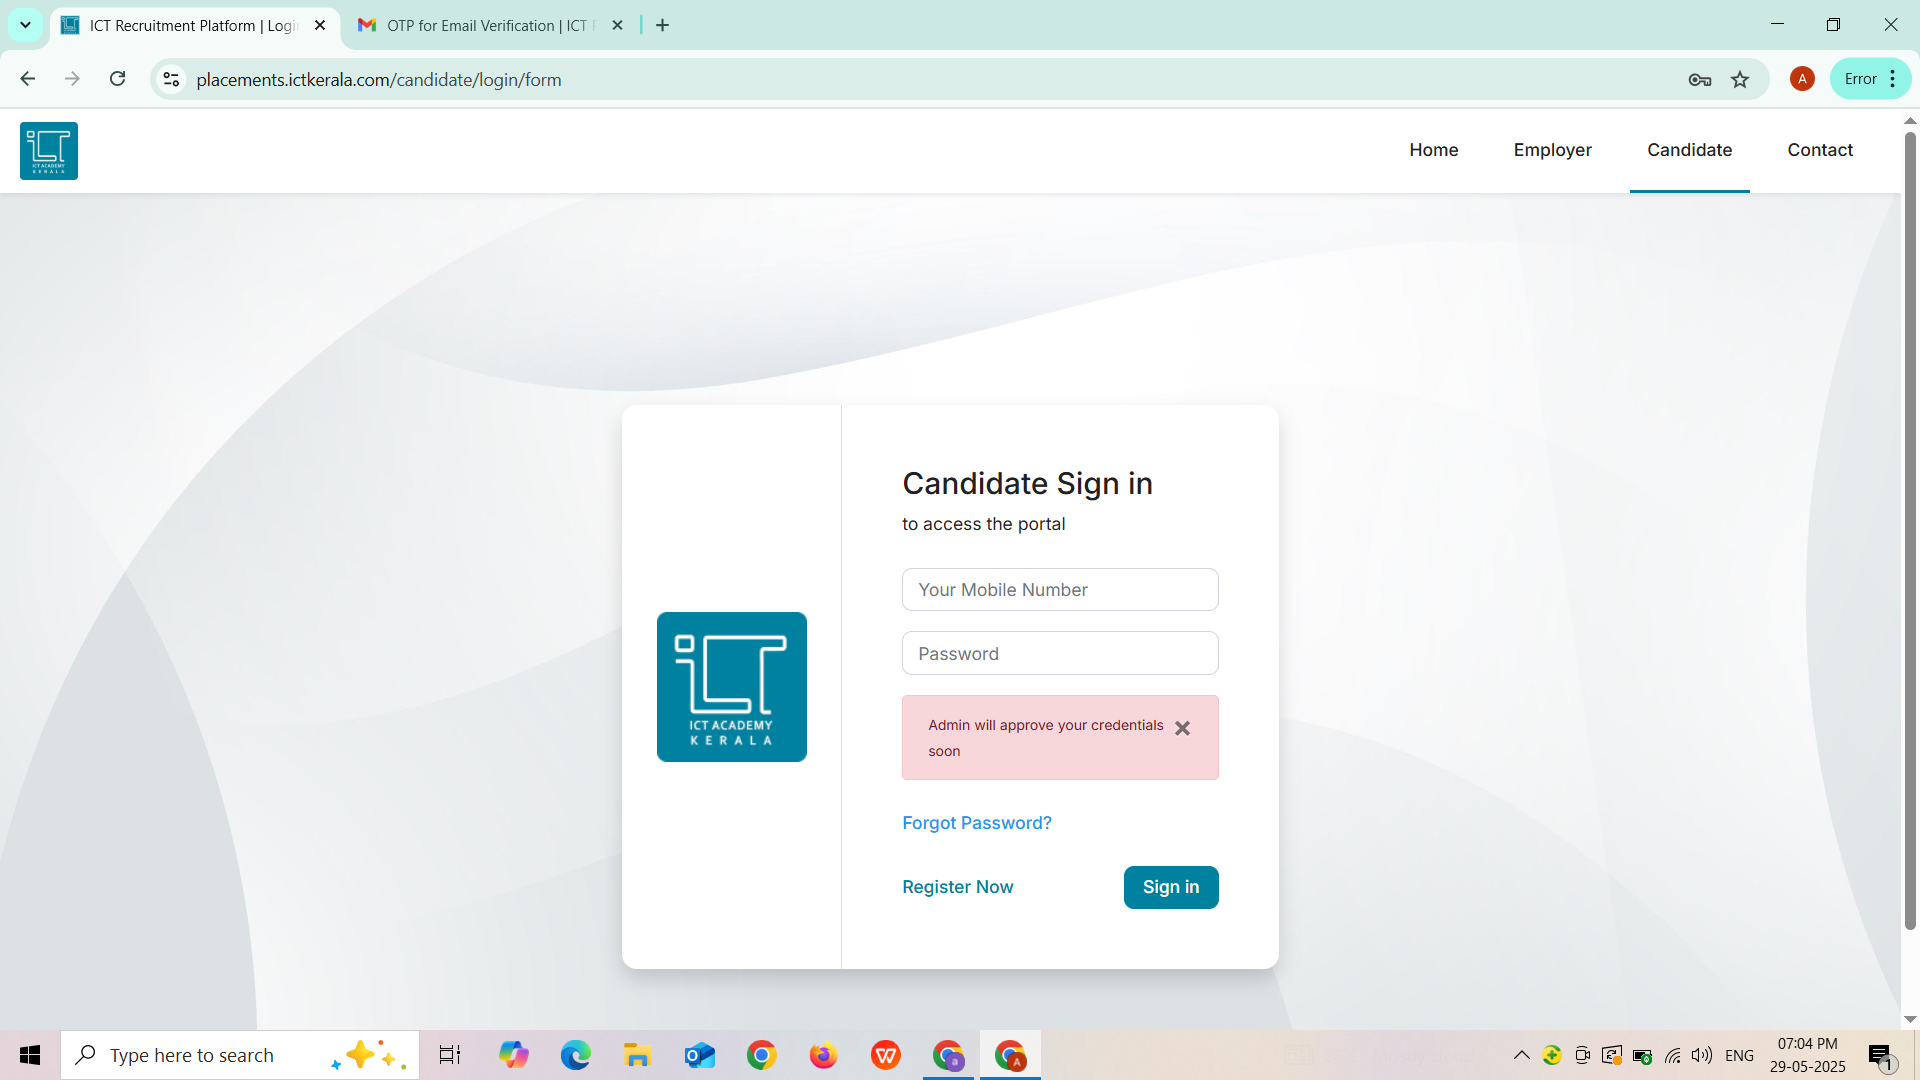 ICT Recruitment Platform | Logi
OTP for Email Verification | ICT
placements.ictkerala.com/candidate/login/form
A
Error
ICT ACADEMY
KERALA
Home
Employer
Candidate
Contact
Candidate Sign in
to access the portal
Your Mobile Number
Password
Admin will approve your credentials
soon
Forgot Password?
Register Now
Sign in
ICT ACADEMY
KERALA
Type here to search
ENG
07:04 PM
29-05-2025
1